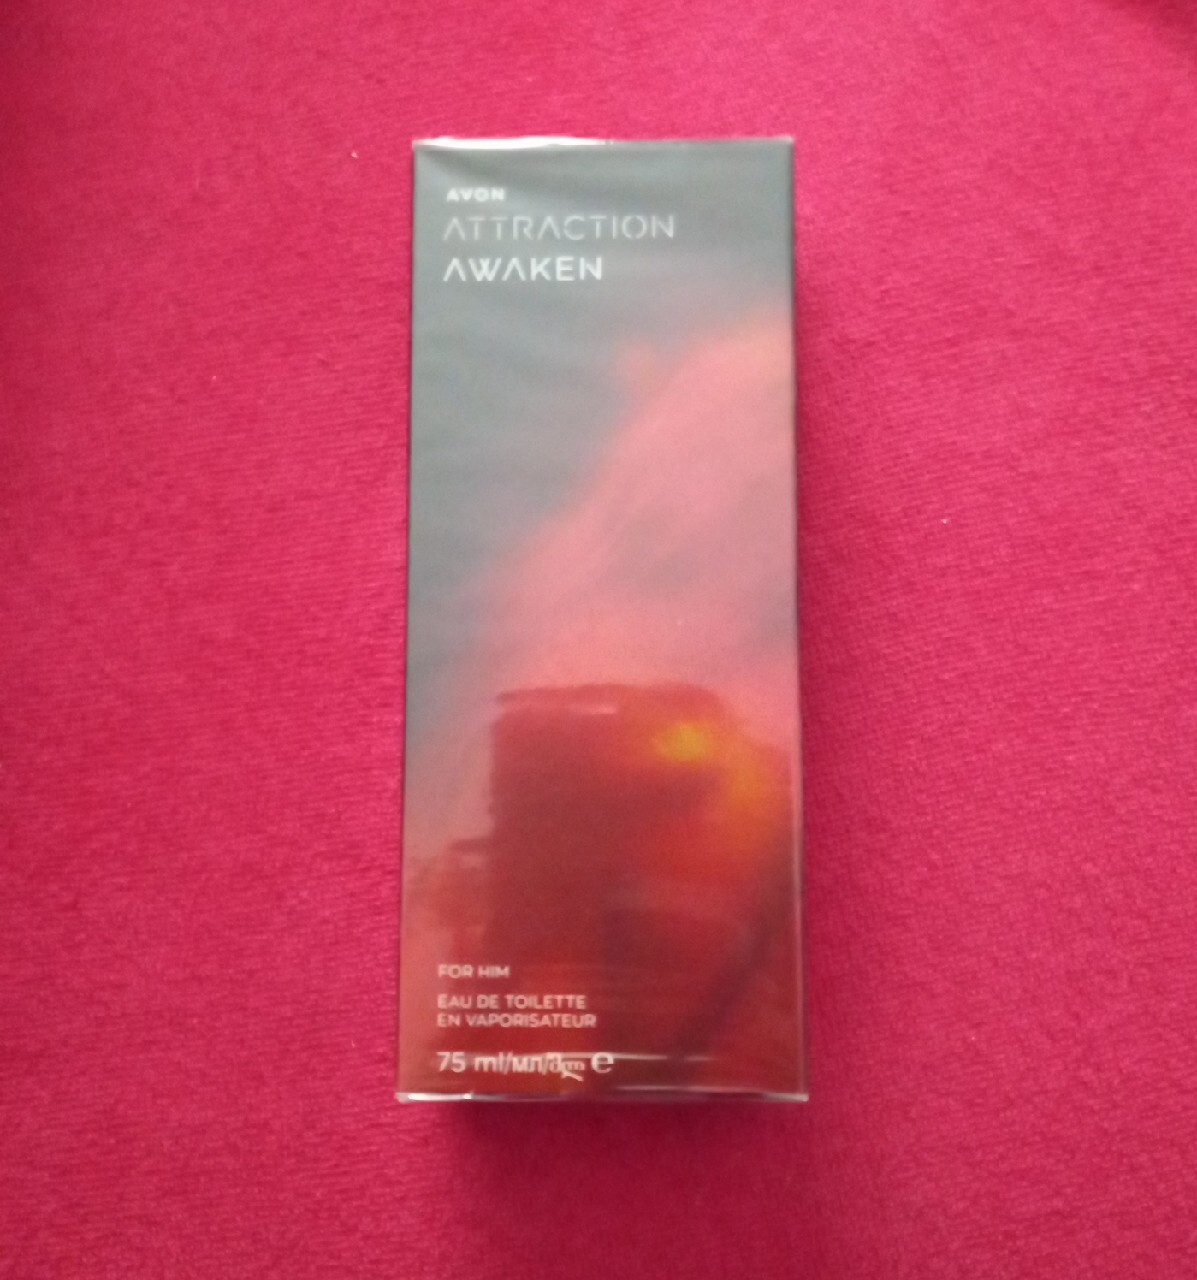 AVON
ATTRACTION
AWAKEN
FOR HIM
EAU DE TOILETTE
EN VAPORISATEUR
75 ml/мл/ ℮